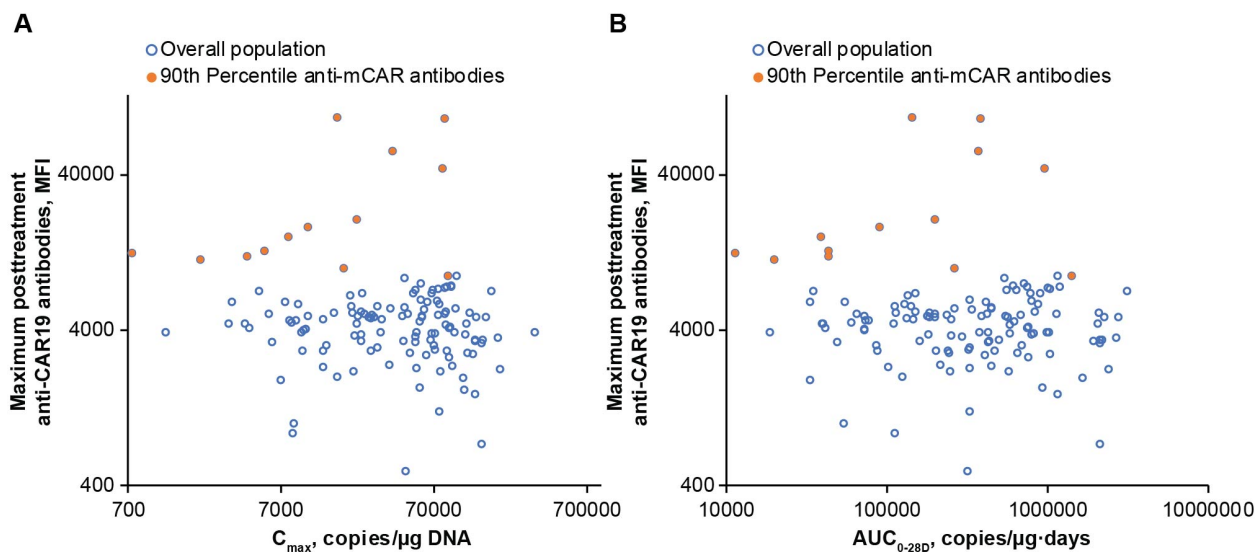 A
Overall population
90th Percentile anti-mCAR antibodies
Maximum posttreatment
anti-CAR19 antibodies, MFI
40000
4000
400
700
7000
70000
700000
Cmax, copies/µg DNA
B
Overall population
90th Percentile anti-mCAR antibodies
Maximum posttreatment
anti-CAR19 antibodies, MFI
40000
4000
400
10000
100000
1000000
10000000
AUC0-28D, copies/µg·days